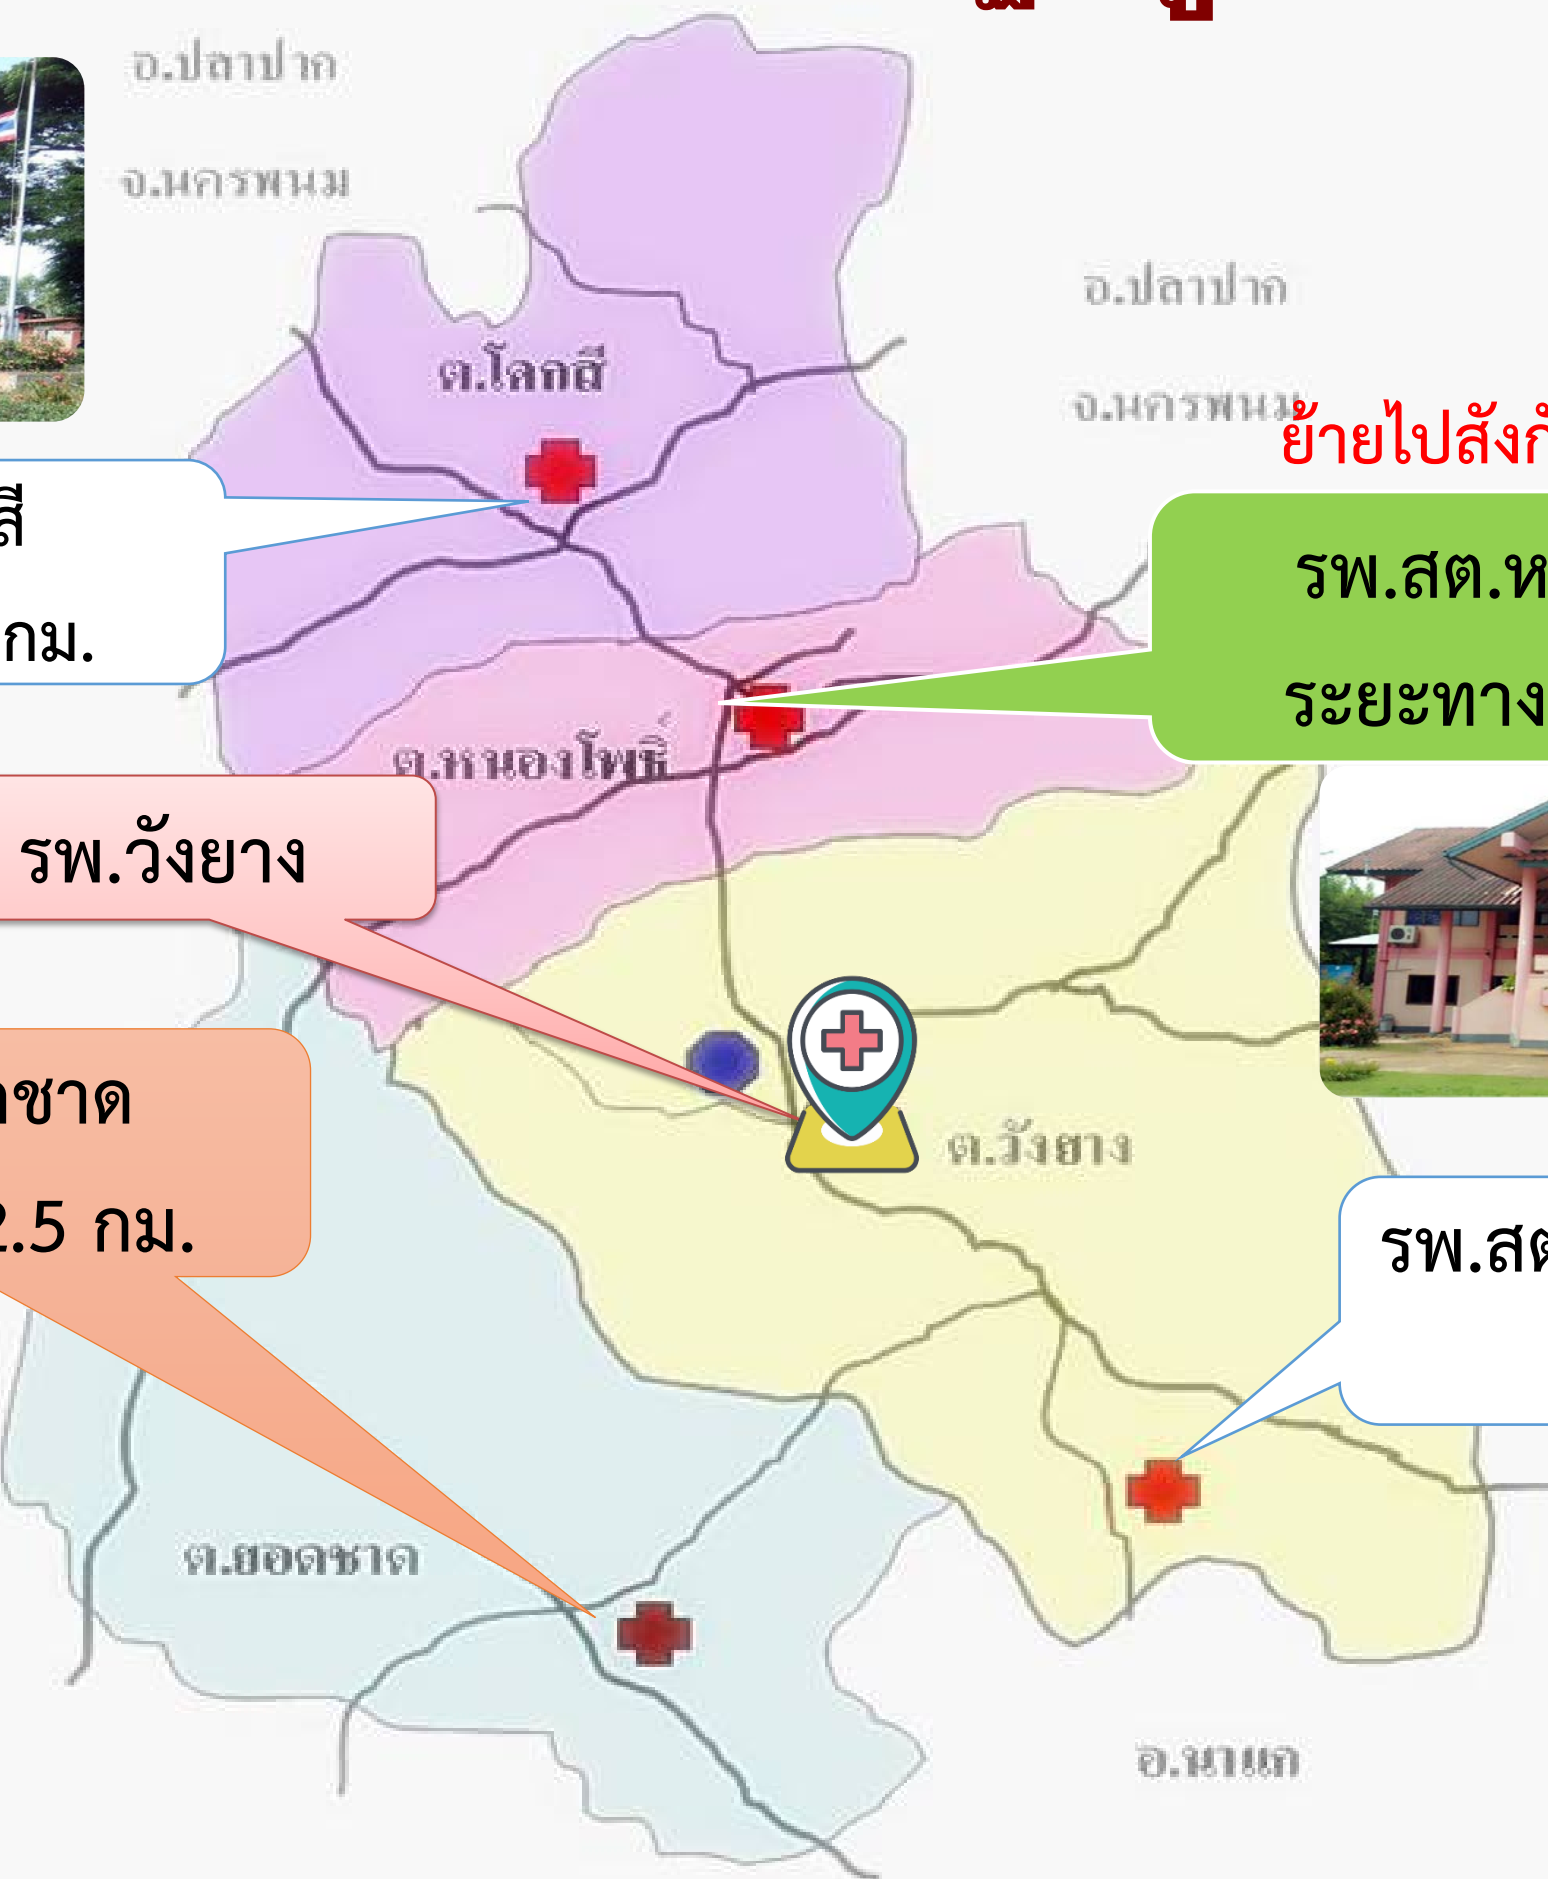 อ.ปลาปาก
จ.นครพนม
อ.ปลาปาก
จ.นครพนม
ต.โคกสี
ย้ายไปสังกั
สี
กม.
รพ.สต.ห
ระยะทาง
ต.หนองโพธิ์
รพ.วังยาง
ชาด
2.5 กม.
ต.วังยาง
รพ.สต
ต.ยอดชาด
อ.นาแก